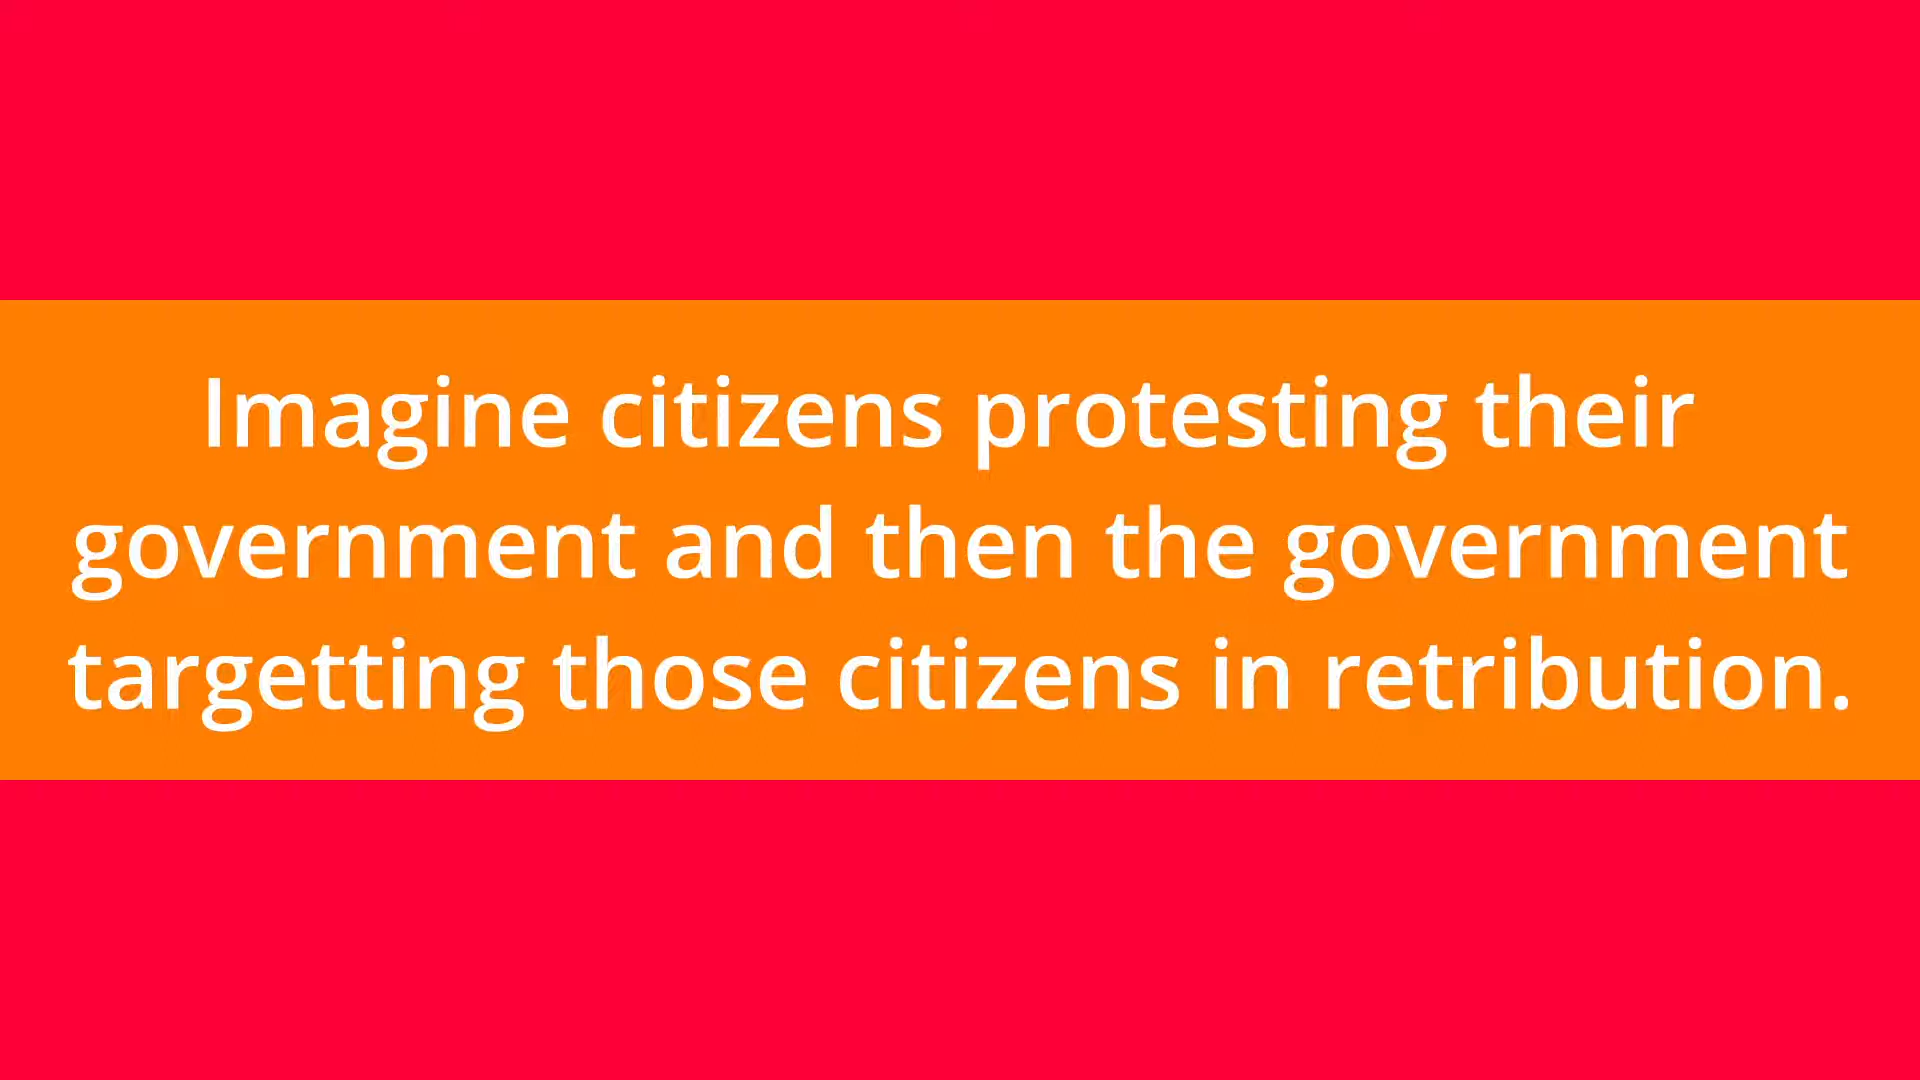 Imagine citizens protesting their
government and then the government
targetting those citizens in retribution.